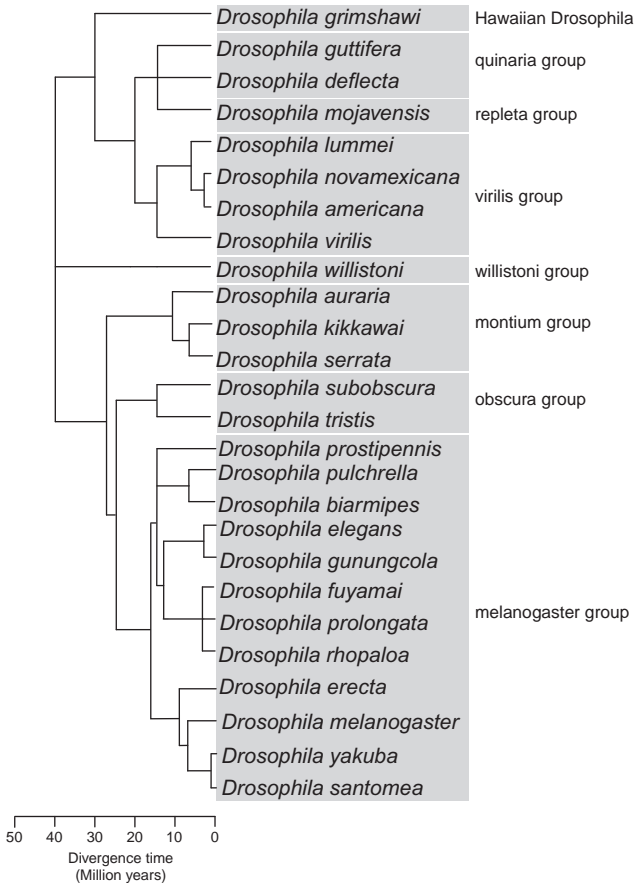 Drosophila grimshawi
Hawaiian Drosophila
Drosophila guttifera
quinaria group
Drosophila deflecta
Drosophila mojavensis
repleta group
Drosophila lummei
Drosophila novamexicana
virilis group
Drosophila americana
Drosophila virilis
Drosophila willistoni
willistoni group
Drosophila auraria
montium group
Drosophila kikkawai
Drosophila serrata
Drosophila subobscura
obscura group
Drosophila tristis
Drosophila prostipennis
Drosophila pulchrella
Drosophila biarmipes
Drosophila elegans
Drosophila gunungcola
Drosophila fuyamai
melanogaster group
Drosophila prolongata
Drosophila rhopaloa
Drosophila erecta
Drosophila melanogaster
Drosophila yakuba
Drosophila santomea
50 40 30 20 10 0
Divergence time
(Million years)